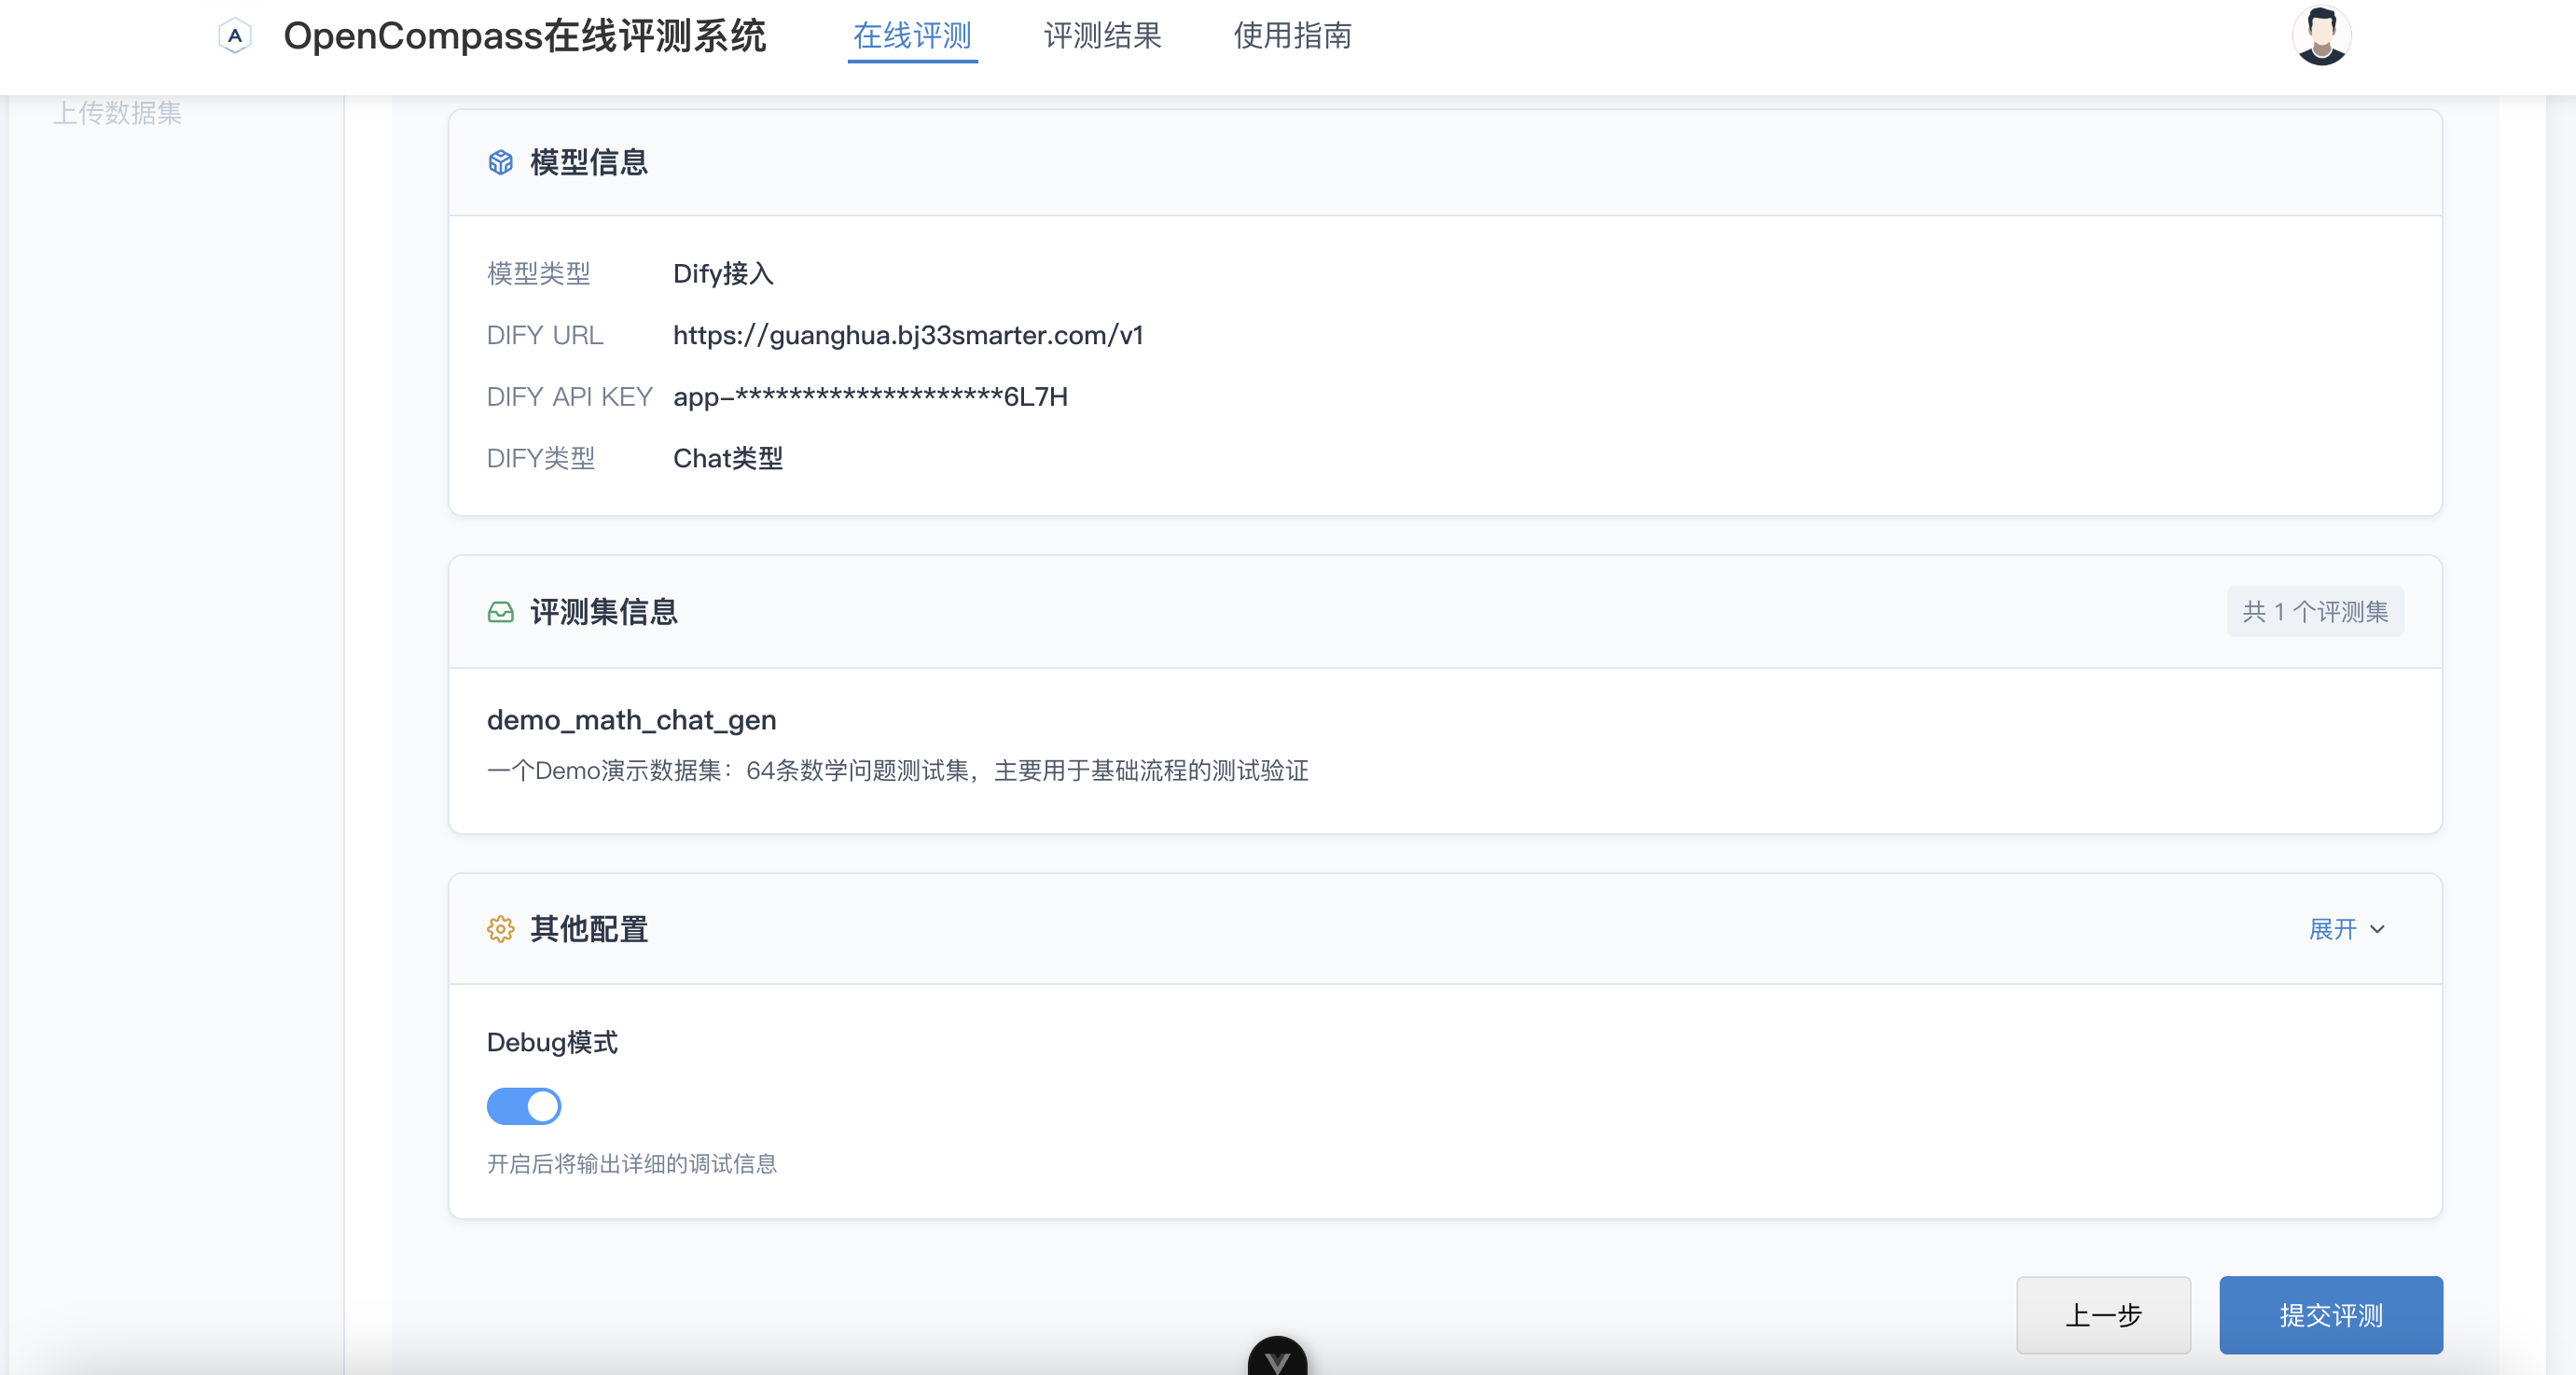 A OpenCompass在线评测系统 在线评测 评测结果 使用指南
上传数据集
模型信息
模型类型 Dify接入
DIFY URL https://guanghua.bj33smarter.com/v1
DIFY API KEY app-********************6L7H
DIFY类型 Chat类型
评测集信息 共 1 个评测集
demo_math_chat_gen
一个Demo演示数据集：64条数学问题测试集，主要用于基础流程的测试验证
其他配置 展开
Debug模式
开启后将输出详细的调试信息
上一步 提交评测